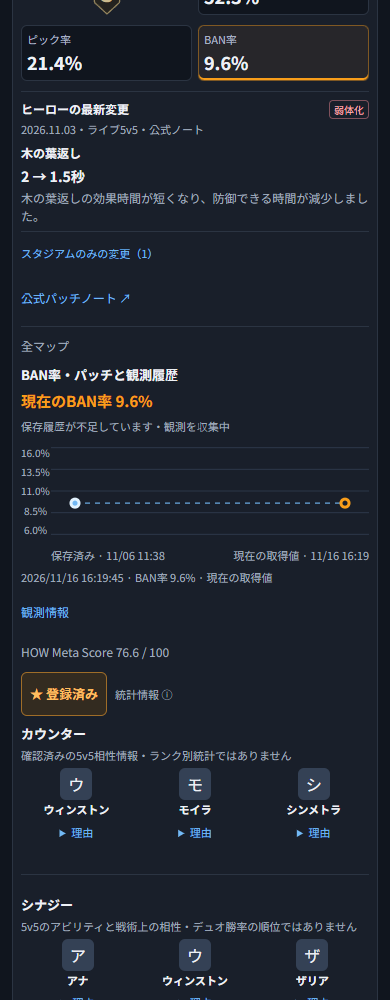 ピック率
21.4%
BAN率
9.6%
ヒーローの最新変更
弱体化
2026.11.03・ライブ5v5・公式ノート
木の葉返し
2 → 1.5秒
木の葉返しの効果時間が短くなり、防御できる時間が減少しまし
た。
スタジアムのみの変更（1）
公式パッチノート ↗
全マップ
BAN率・パッチと観測履歴
現在のBAN率 9.6%
保存履歴が不足しています・観測を収集中
16.0%
13.5%
11.0%
8.5%
6.0%
保存済み · 11/06 11:38
現在の取得値 · 11/16 16:19
2026/11/16 16:19:45 · BAN率 9.6% · 現在の取得値
観測情報
HOW Meta Score 76.6 / 100
★ 登録済み
統計情報 ⓘ
カウンター
確認済みの5v5相性情報・ランク別統計ではありません
ウ
モ
シ
ウィンストン
モイラ
シンメトラ
▶ 理由
▶ 理由
▶ 理由
シナジー
5v5のアビリティと戦術上の相性・デュオ勝率の順位ではありません
ア
ウ
ザ
アナ
ウィンストン
ザリア